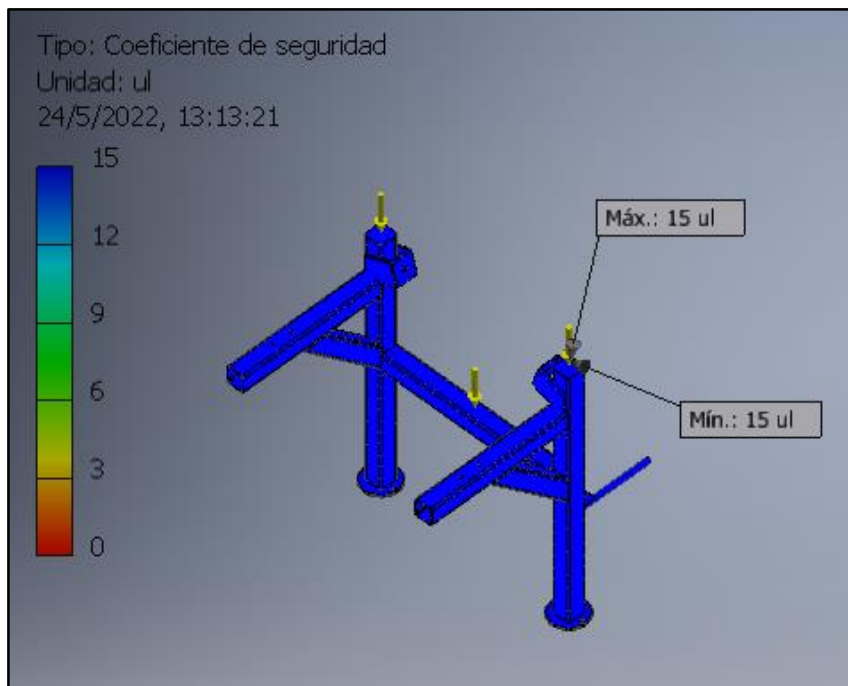 Tipo: Coeficiente de seguridad
Unidad: ul
24/5/2022, 13:13:21
15
12
9
6
3
0
Máx.: 15 ul
Mín.: 15 ul